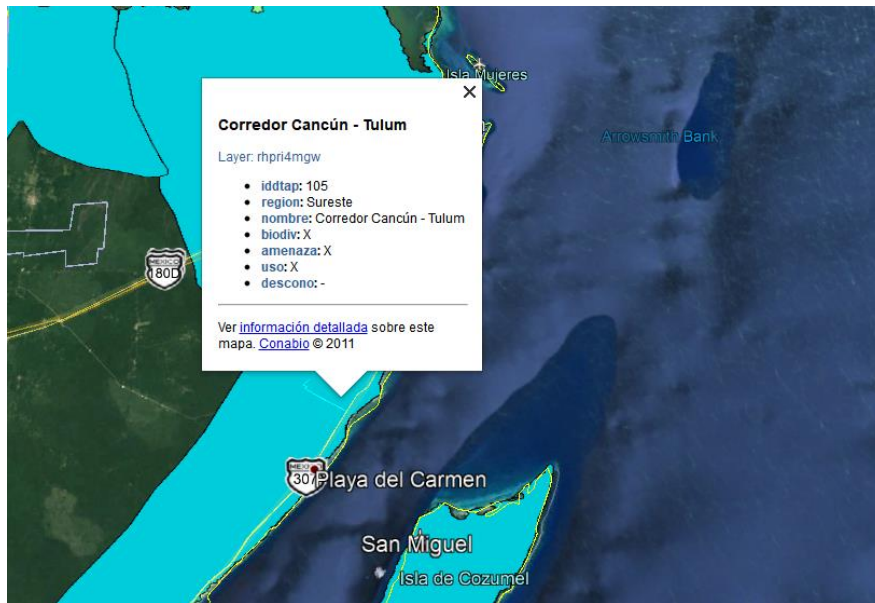 Isla Mujeres
Corredor Cancún - Tulum
Layer: rhpri4mgw
iddtap: 105
region: Sureste
nombre: Corredor Cancún - Tulum
biodiv: X
amenaza: X
uso: X
descono: -
Ver información detallada sobre este
mapa. Conabio © 2011
Arrowsmith Bank
MEXICO
180D
MEXICO
307
Playa del Carmen
San Miguel
Isla de Cozumel